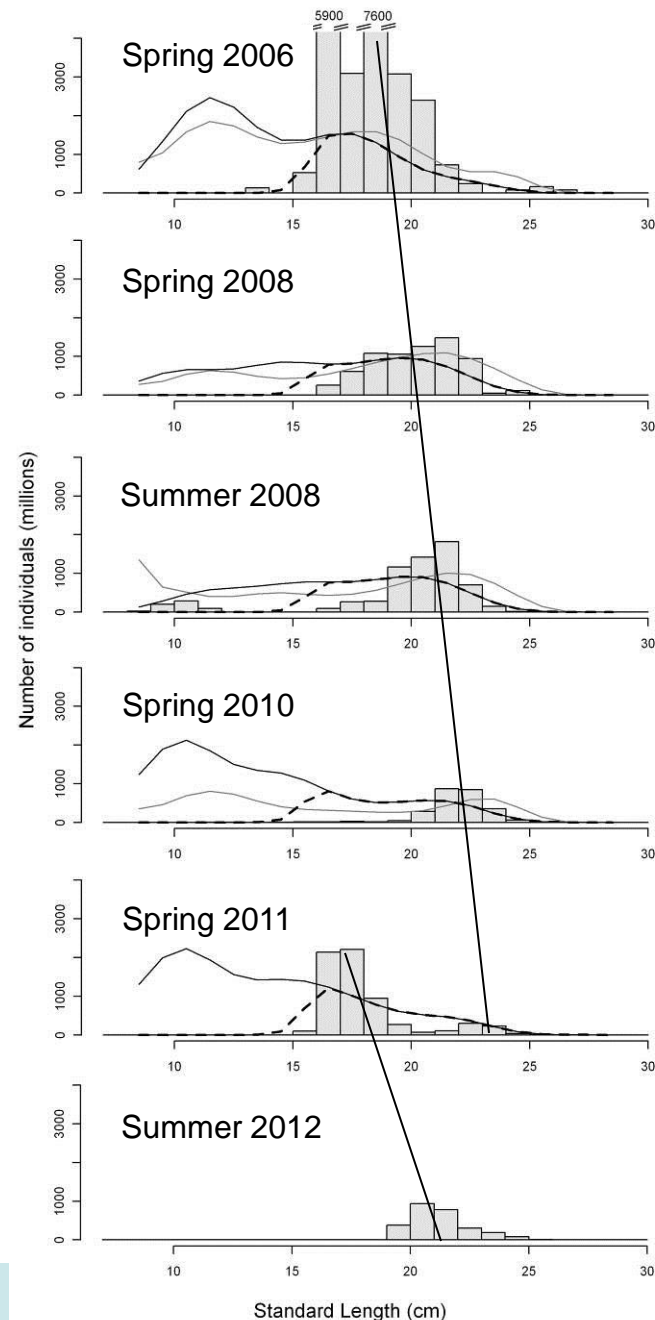 5900 7600
Spring 2006
0 1000 3000
10 15 20 25 30
Spring 2008
0 1000 3000
10 15 20 25 30
Summer 2008
0 1000 3000
10 15 20 25 30
Spring 2010
0 1000 3000
10 15 20 25 30
Spring 2011
0 1000 3000
10 15 20 25 30
Summer 2012
0 1000 3000
10 15 20 25 30
Number of individuals (millions)
Standard Length (cm)